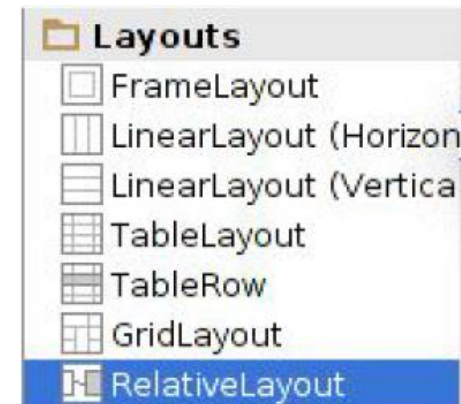 Layouts
FrameLayout
LinearLayout (Horizon
LinearLayout (Vertica
TableLayout
TableRow
GridLayout
RelativeLayout